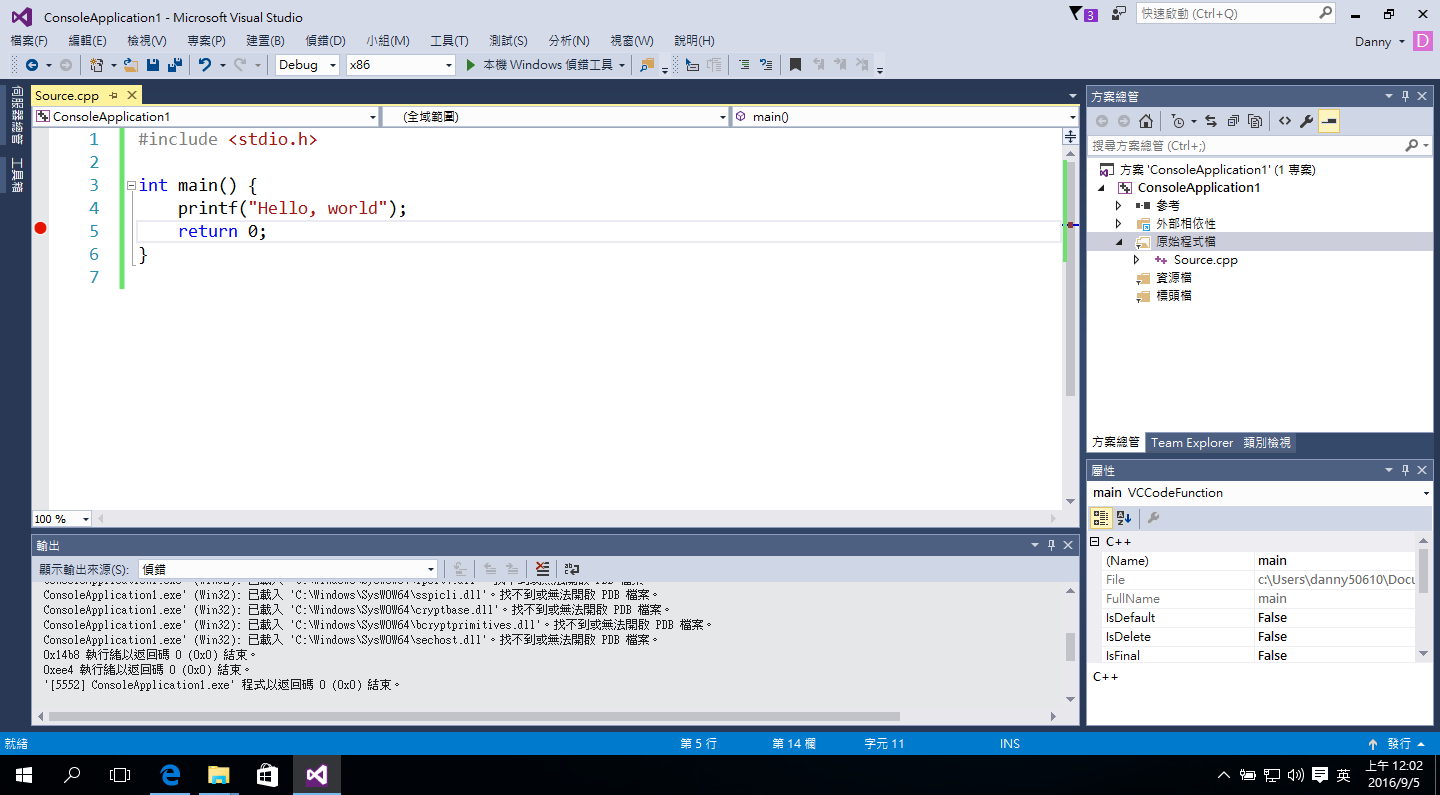 ConsoleApplication1 - Microsoft Visual Studio
3
快速啟動 (Ctrl+Q)
檔案(F) 編輯(E) 檢視(V) 專案(P) 建置(B) 偵錯(D) 小組(M) 工具(T) 測試(S) 分析(N) 視窗(W) 說明(H)
Danny D
Debug x86 本機 Windows 偵錯工具
伺服器總管
工具箱
Source.cpp
ConsoleApplication1 (全域範圍) main()
1 #include <stdio.h>
2
3 int main() {
4 printf("Hello, world");
5 return 0;
6 }
7
100 %
方案總管
搜尋方案總管 (Ctrl+;)
方案 'ConsoleApplication1' (1 專案)
ConsoleApplication1
參考
外部相依性
原始程式檔
Source.cpp
資源檔
標頭檔
方案總管 Team Explorer 類別檢視
屬性
main VCCodeFunction
C++
(Name) main
File c:\Users\danny50610\Docu
FullName main
IsDefault False
IsDelete False
IsFinal False
C++
輸出
顯示輸出來源(S): 偵錯
ConsoleApplication1.exe' (Win32): 已載入 'C:\Windows\SysWOW64\sspicli.dll'。找不到或無法開啟 PDB 檔案。
ConsoleApplication1.exe' (Win32): 已載入 'C:\Windows\SysWOW64\cryptbase.dll'。找不到或無法開啟 PDB 檔案。
ConsoleApplication1.exe' (Win32): 已載入 'C:\Windows\SysWOW64\bcryptprimitives.dll'。找不到或無法開啟 PDB 檔案。
ConsoleApplication1.exe' (Win32): 已載入 'C:\Windows\SysWOW64\sechost.dll'。找不到或無法開啟 PDB 檔案。
0x14b8 執行緒以返回碼 0 (0x0) 結束。
0xee4 執行緒以返回碼 0 (0x0) 結束。
'[5552] ConsoleApplication1.exe' 程式以返回碼 0 (0x0) 結束。
就緒 第 5 行 第 14 欄 字元 11 INS 發行
英
上午 12:02
2016/9/5